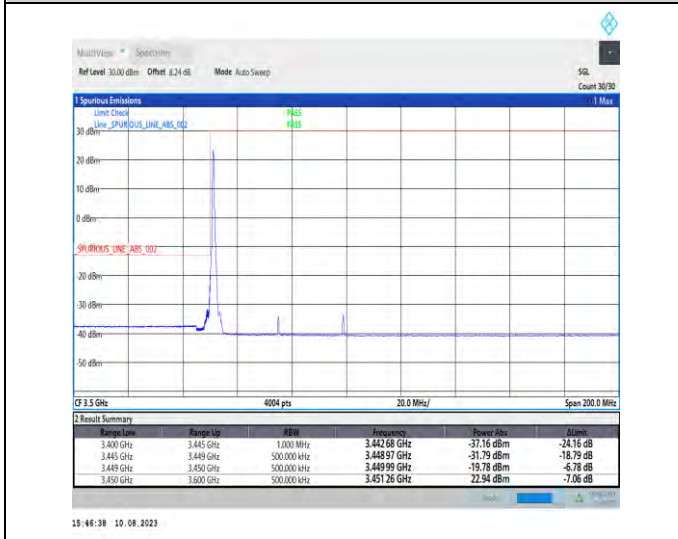 MultiView Spectrum
Ref Level 30.00 dBm Offset 8.24 dB Mode Auto Sweep SGL
Count 30/30
1 Spurious Emissions 1 Max
Limit Check PASS
Line _SPURIOUS_LINE_ABS_002 PASS
30 dBm
20 dBm
10 dBm
0 dBm
_SPURIOUS_LINE_ABS_002
-20 dBm
-30 dBm
-40 dBm
-50 dBm
CF 3.5 GHz 4004 pts 20.0 MHz/ Span 200.0 MHz
2 Result Summary
Range Low Range Up RBW Frequency Power Abs ΔLimit
3.400 GHz 3.445 GHz 1.000 MHz 3.442 68 GHz -37.16 dBm -24.16 dB
3.445 GHz 3.449 GHz 500.000 kHz 3.448 97 GHz -31.79 dBm -18.79 dB
3.449 GHz 3.450 GHz 500.000 kHz 3.449 99 GHz -19.78 dBm -6.78 dB
3.450 GHz 3.600 GHz 500.000 kHz 3.451 26 GHz 22.94 dBm -7.06 dB
15:46:38 10.08.2023